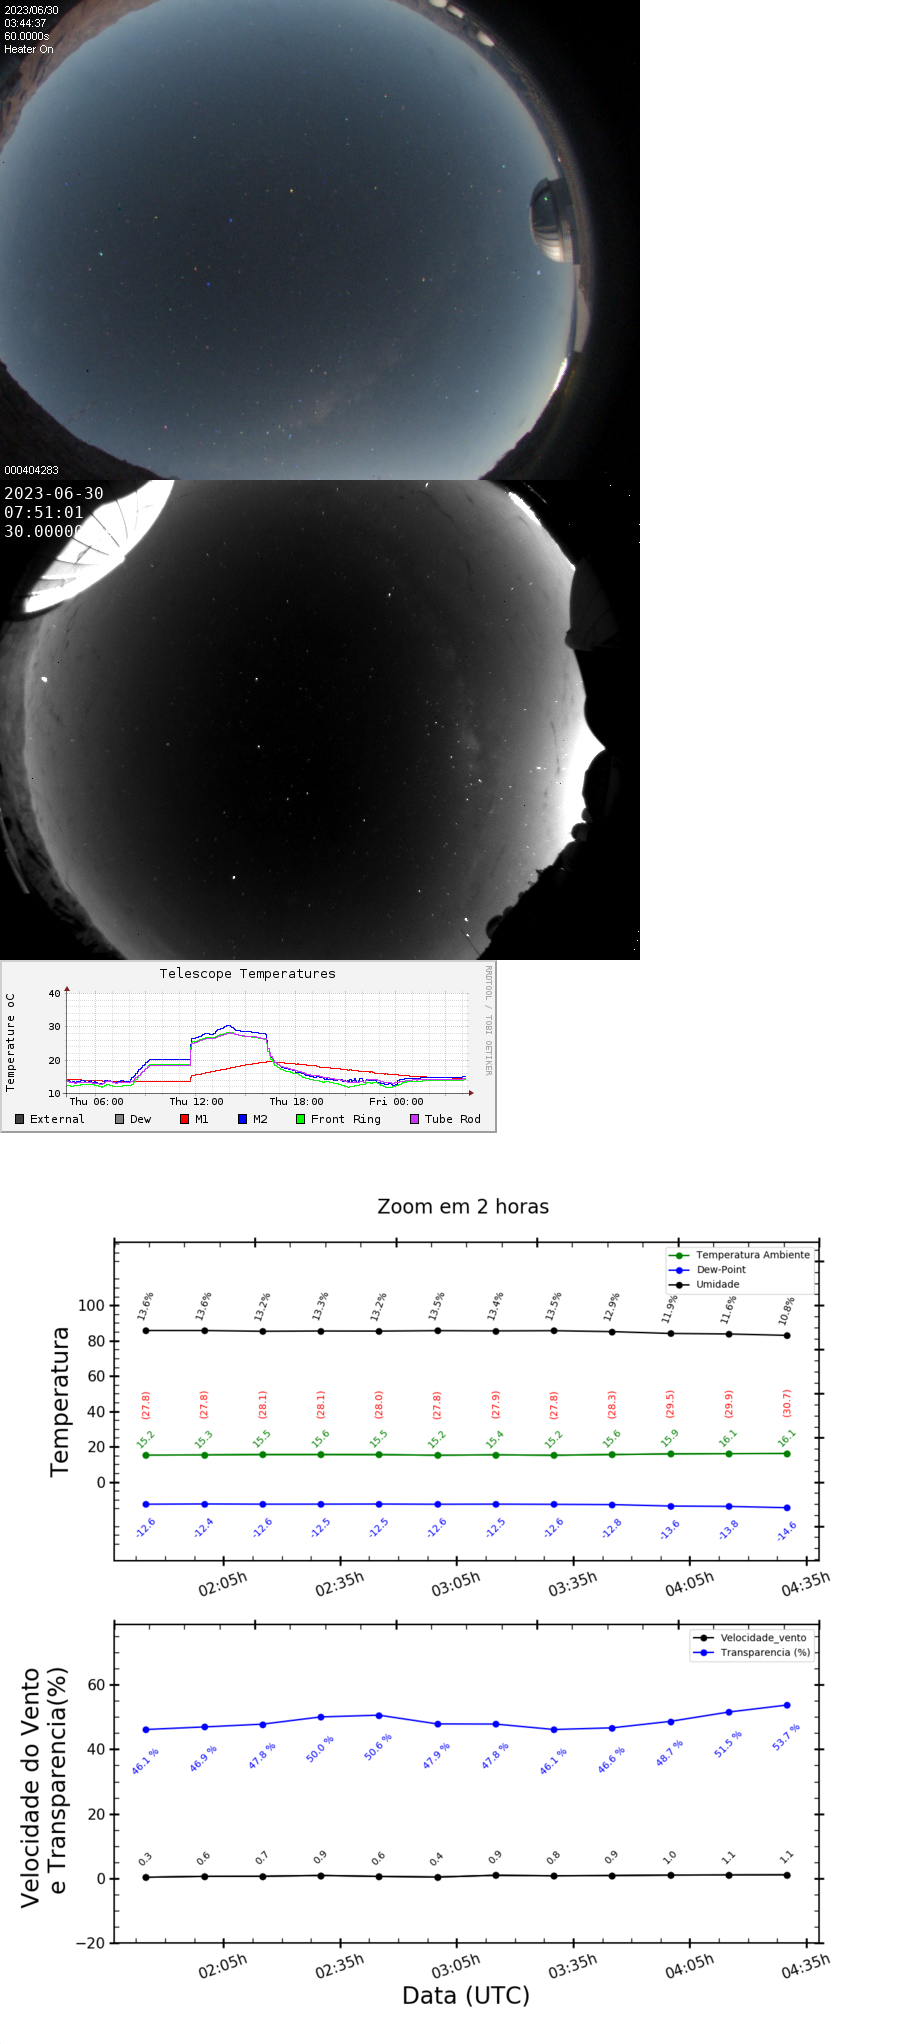 2023/06/30
03:44:37
60.0000s
Heater On
000404283
2023-06-30
07:51:01
30.00000
Telescope Temperatures
Temperature oC
RRDTOOL / TOBI OETIKER
40
30
20
10
Thu 06:00 Thu 12:00 Thu 18:00 Fri 00:00
External Dew M1 M2 Front Ring Tube Rod
Zoom em 2 horas
Temperatura
Temperatura Ambiente
Dew-Point
Umidade
100
80
60
40
20
0
13.6% 13.6% 13.2% 13.3% 13.2% 13.5% 13.4% 13.5% 12.9% 11.9% 11.6% 10.8%
(27.8) (27.8) (28.1) (28.1) (28.0) (27.8) (27.9) (27.8) (28.3) (29.5) (29.9) (30.7)
15.2 15.3 15.5 15.6 15.5 15.2 15.4 15.2 15.6 15.9 16.1 16.1
-12.6 -12.4 -12.6 -12.5 -12.5 -12.6 -12.5 -12.6 -12.8 -13.6 -13.8 -14.6
02:05h 02:35h 03:05h 03:35h 04:05h 04:35h
Velocidade do Vento
e Transparencia(%)
Velocidade_vento
Transparencia (%)
60
40
20
0
−20
46.1 % 46.9 % 47.8 % 50.0 % 50.6 % 47.9 % 47.8 % 46.1 % 46.6 % 48.7 % 51.5 % 53.7 %
0.3 0.6 0.7 0.9 0.6 0.4 0.9 0.8 0.9 1.0 1.1 1.1
02:05h 02:35h 03:05h 03:35h 04:05h 04:35h
Data (UTC)